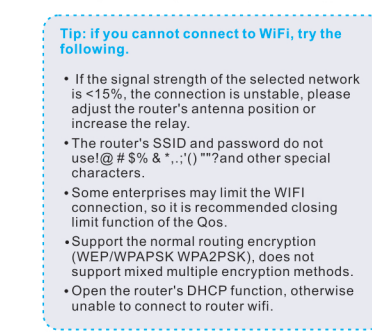 Tip: if you cannot connect to WiFi, try the
following.
• If the signal strength of the selected network
is <15%, the connection is unstable, please
adjust the router's antenna position or
increase the relay.
• The router's SSID and password do not
use!@ # $% & *,.;'() ""?and other special
characters.
• Some enterprises may limit the WIFI
connection, so it is recommended closing
limit function of the Qos.
• Support the normal routing encryption
(WEP/WPAPSK WPA2PSK), does not
support mixed multiple encryption methods.
• Open the router's DHCP function, otherwise
unable to connect to router wifi.